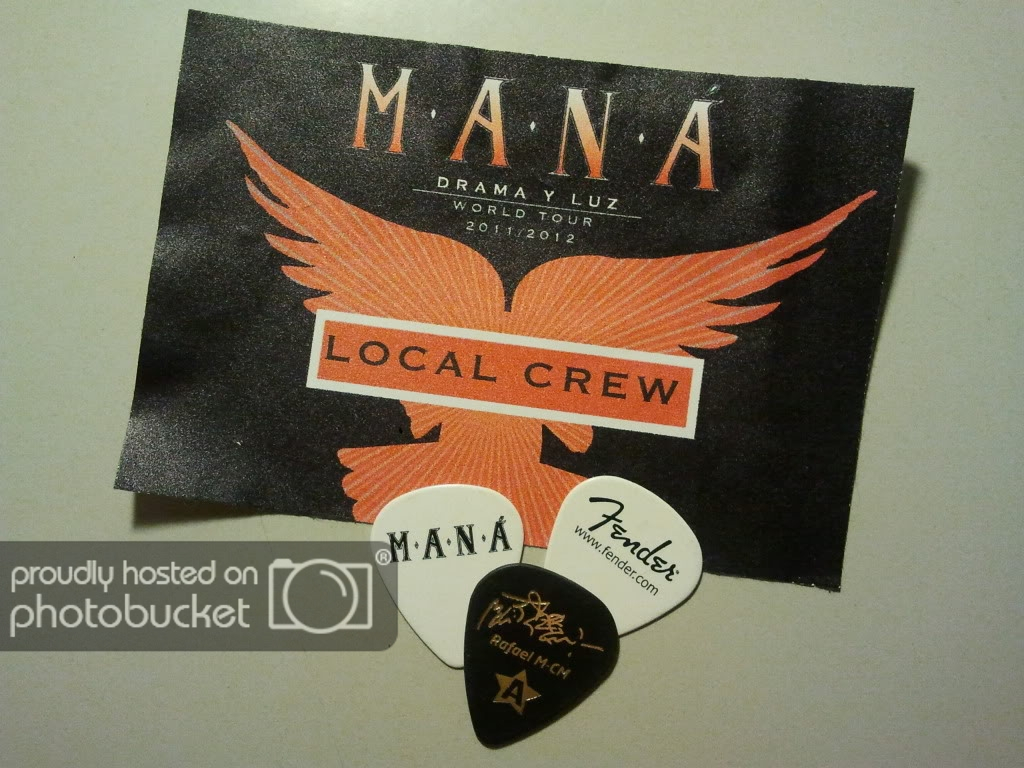 M·A·N·Á
DRAMA Y LUZ
WORLD TOUR
2011/2012
LOCAL CREW
M·A·N·Á
Fender
www.fender.com
Rafael M-CM
A
proudly hosted on
photobucket®